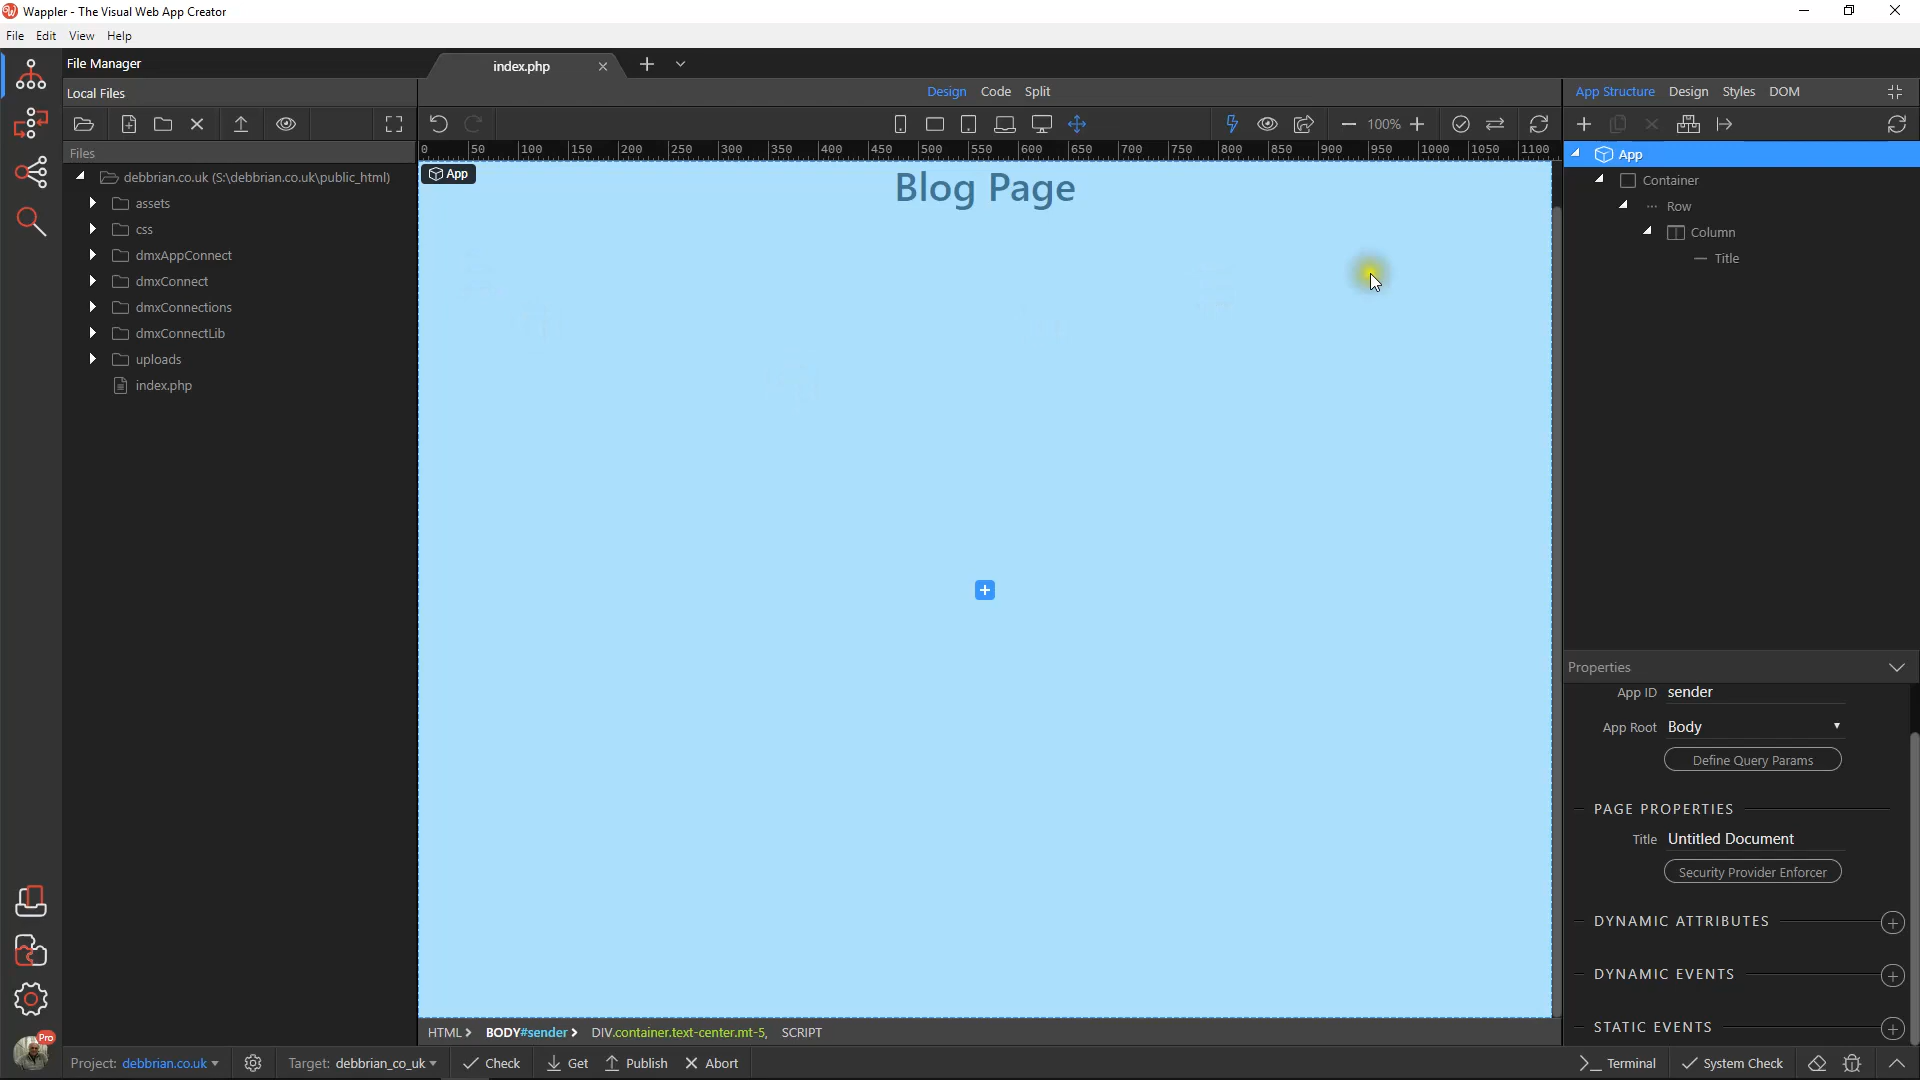 Wappler - The Visual Web App Creator
File Edit View Help
File Manager
index.php
Local Files
Design Code Split
App Structure Design Styles DOM
100%
Files
0 50 100 150 200 250 300 350 400 450 500 550 600 650 700 750 800 850 900 950 1000 1050 1100
App
App
Blog Page
debbrian.co.uk (S:\debbrian.co.uk\public_html)
Container
assets
Row
css
Column
dmxAppConnect
Title
dmxConnect
dmxConnections
dmxConnectLib
uploads
index.php
Properties
App ID sender
App Root Body
Define Query Params
PAGE PROPERTIES
Title Untitled Document
Security Provider Enforcer
DYNAMIC ATTRIBUTES
DYNAMIC EVENTS
STATIC EVENTS
HTML BODY#sender DIV.container.text-center.mt-5, SCRIPT
Pro
Project: debbrian.co.uk Target: debbrian_co_uk Check Get Publish Abort Terminal System Check